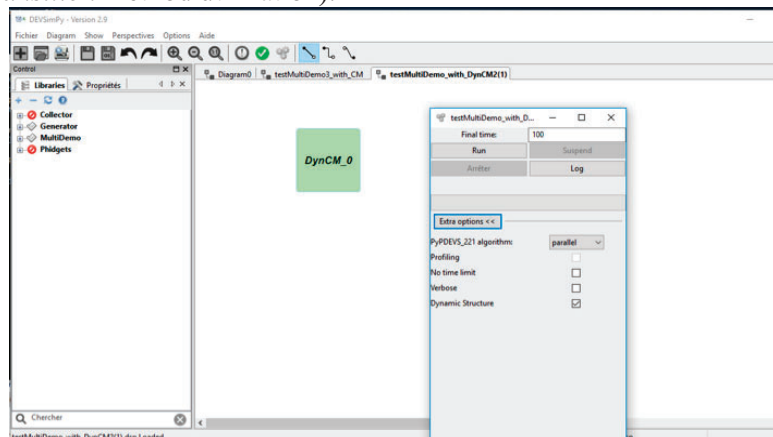 DEVSimPy - Version 2.9
Fichier Diagram Show Perspectives Options Aide
Control
Libraries Propriétés
Diagram0 testMultiDemo3_with_CM testMultiDemo_with_DynCM2(1)
Collector
Generator
MultiDemo
Phidgets
DynCM_0
testMultiDemo_with_D...
Final time: 100
Run Suspend
Arrêter Log
Extra options <<
PyPDEVS_221 algorithm: parallel
Profiling
No time limit
Verbose
Dynamic Structure
Chercher